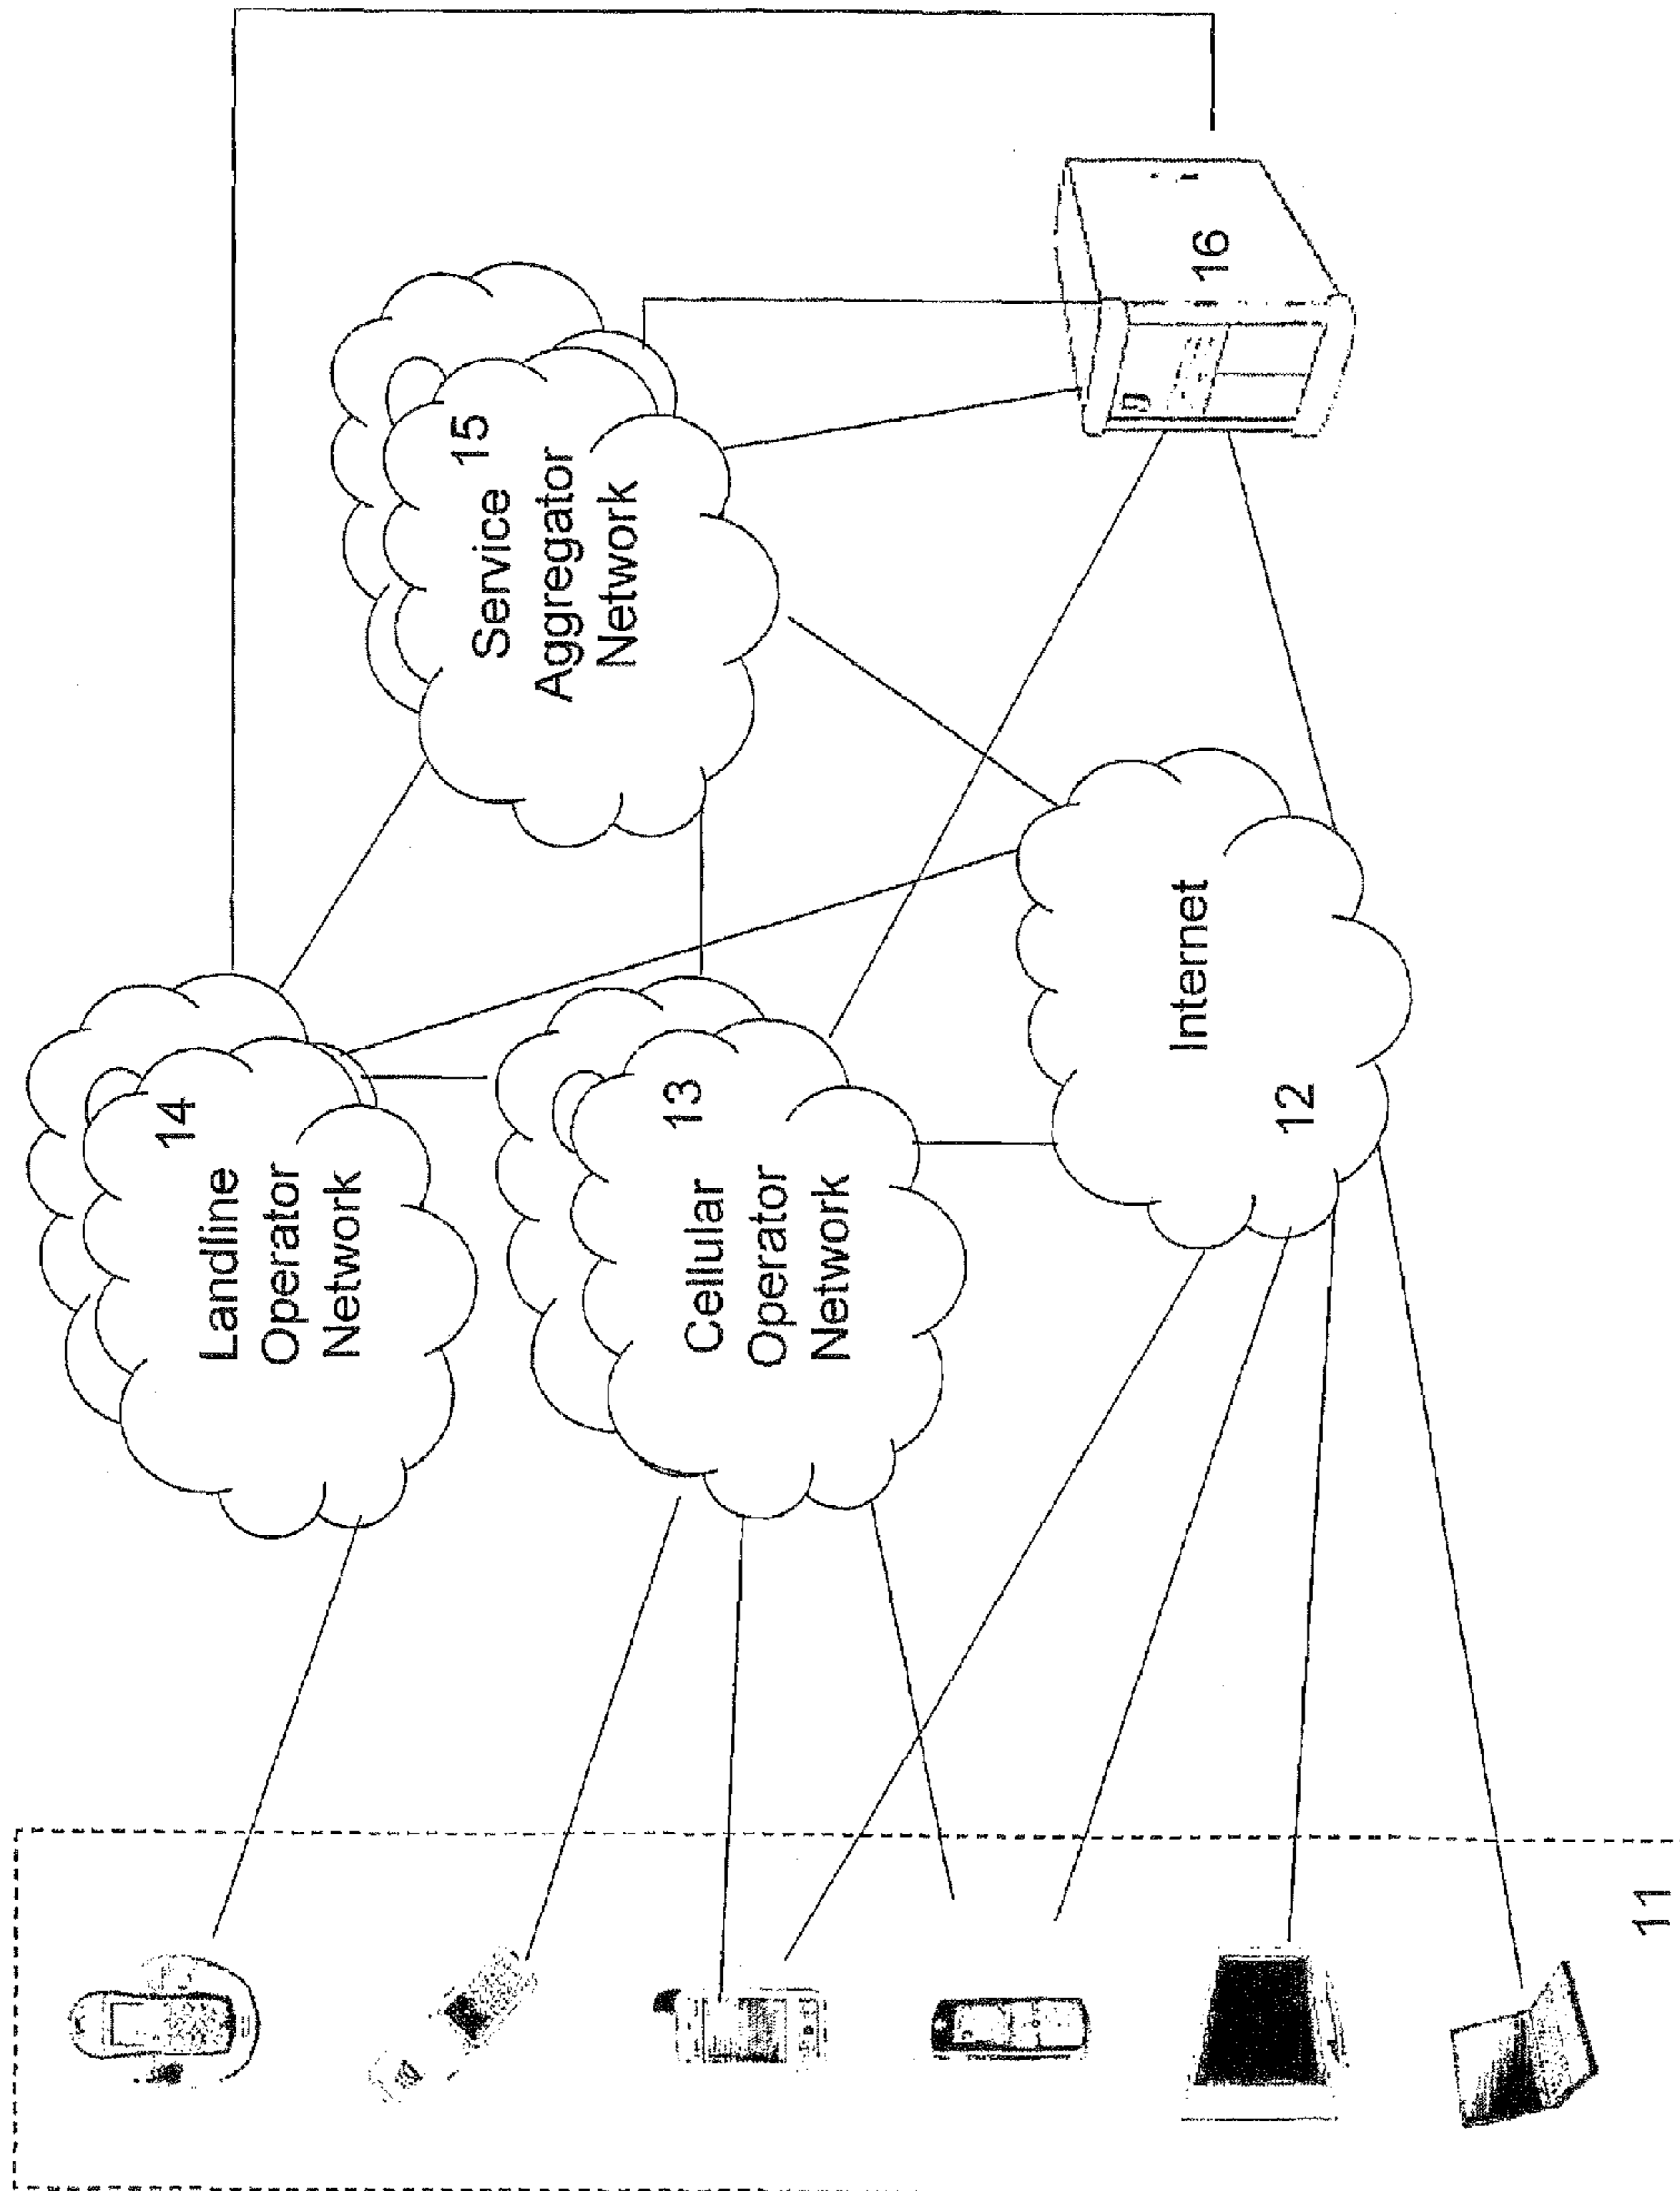 14
Landline
Operator
Network
13
Cellular
Operator
Network
Service 15
Aggregator
Network
Internet
12
16
11